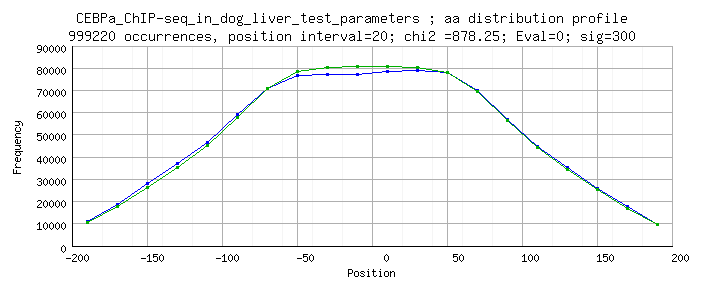 CEBPa_ChIP-seq_in_dog_liver_test_parameters ; aa distribution profile
999220 occurrences, position interval=20; chi2 =878.25; Eval=0; sig=300
90000
80000
70000
60000
50000
40000
30000
20000
10000
0
Frequency
-200 -150 -100 -50 0 50 100 150 200
Position